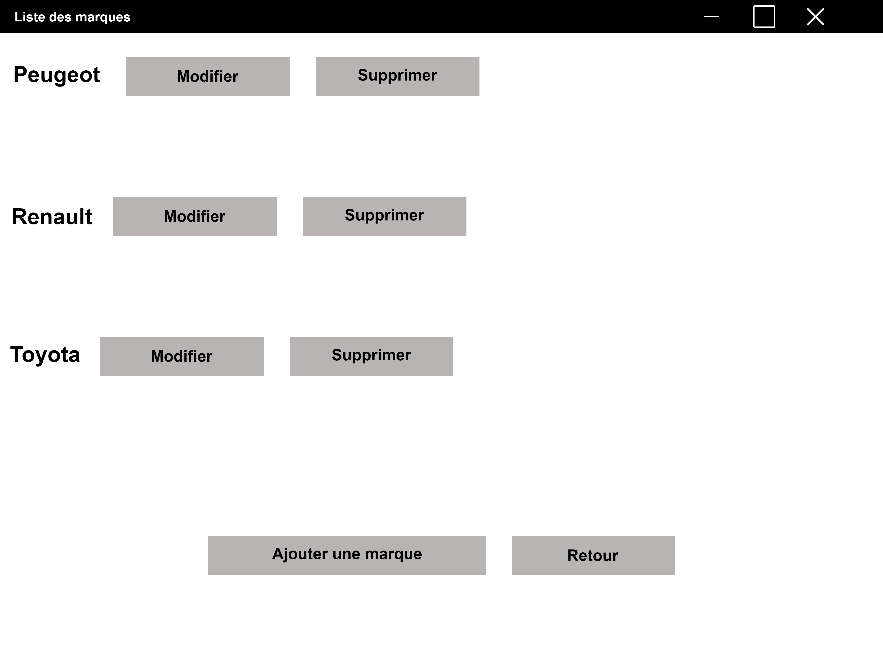 Liste des marques
Peugeot Modifier Supprimer
Renault Modifier Supprimer
Toyota Modifier Supprimer
Ajouter une marque Retour